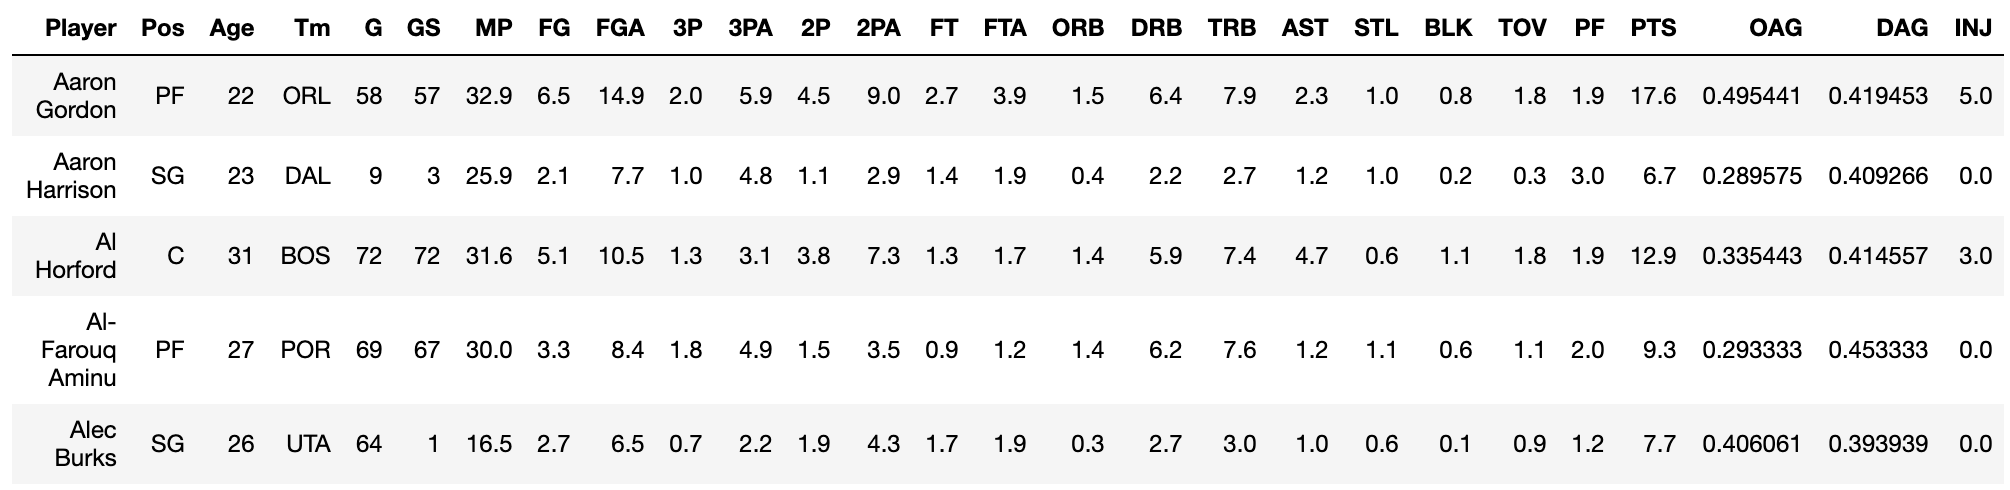 Player Pos Age Tm G GS MP FG FGA 3P 3PA 2P 2PA FT FTA ORB DRB TRB AST STL BLK TOV PF PTS OAG DAG INJ
Aaron
Gordon PF 22 ORL 58 57 32.9 6.5 14.9 2.0 5.9 4.5 9.0 2.7 3.9 1.5 6.4 7.9 2.3 1.0 0.8 1.8 1.9 17.6 0.495441 0.419453 5.0
Aaron
Harrison SG 23 DAL 9 3 25.9 2.1 7.7 1.0 4.8 1.1 2.9 1.4 1.9 0.4 2.2 2.7 1.2 1.0 0.2 0.3 3.0 6.7 0.289575 0.409266 0.0
Al
Horford C 31 BOS 72 72 31.6 5.1 10.5 1.3 3.1 3.8 7.3 1.3 1.7 1.4 5.9 7.4 4.7 0.6 1.1 1.8 1.9 12.9 0.335443 0.414557 3.0
Al-
Farouq PF 27 POR 69 67 30.0 3.3 8.4 1.8 4.9 1.5 3.5 0.9 1.2 1.4 6.2 7.6 1.2 1.1 0.6 1.1 2.0 9.3 0.293333 0.453333 0.0
Aminu
Alec
Burks SG 26 UTA 64 1 16.5 2.7 6.5 0.7 2.2 1.9 4.3 1.7 1.9 0.3 2.7 3.0 1.0 0.6 0.1 0.9 1.2 7.7 0.406061 0.393939 0.0